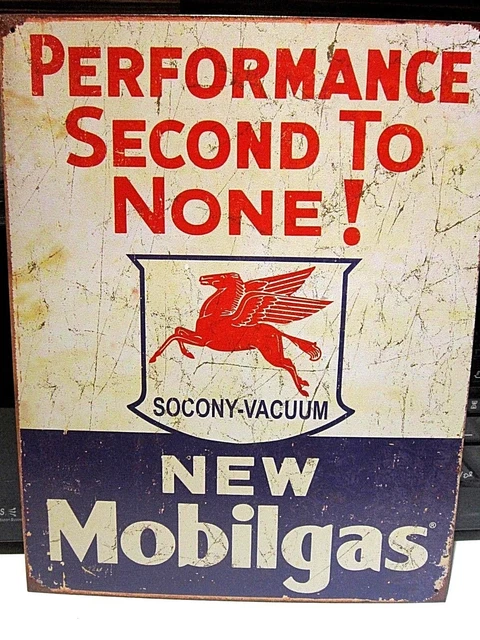 PERFORMANCE
SECOND TO
NONE!
SOCONY-VACUUM
NEW
Mobilgas®